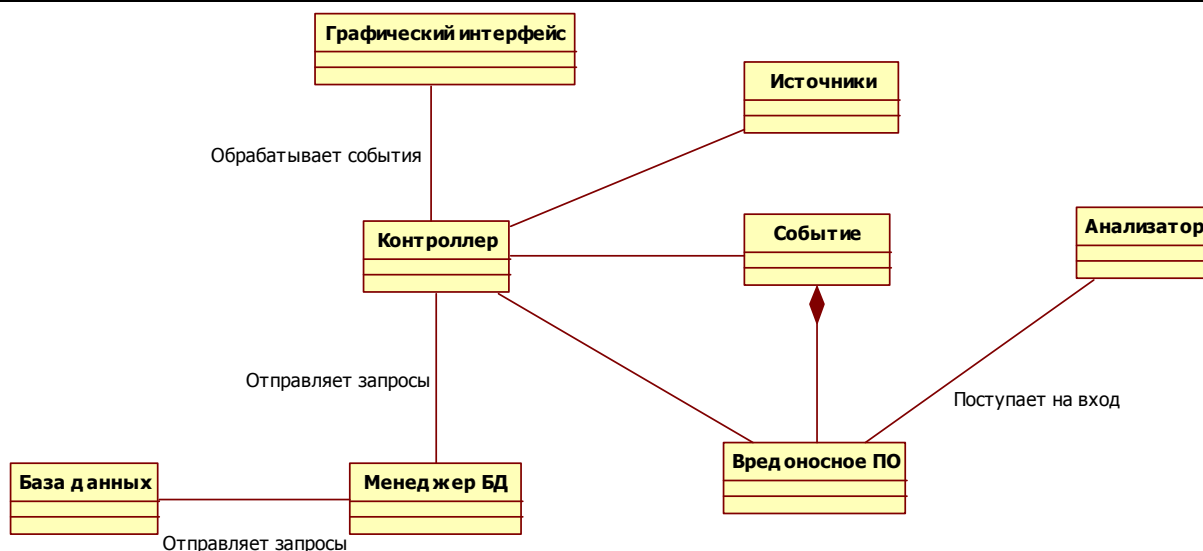 Графический интерфейс
Источники
Обрабатывает события
Контроллер
Событие
Анализатор
Отправляет запросы
Поступает на вход
База данных
Менеджер БД
Вредоносное ПО
Отправляет запросы